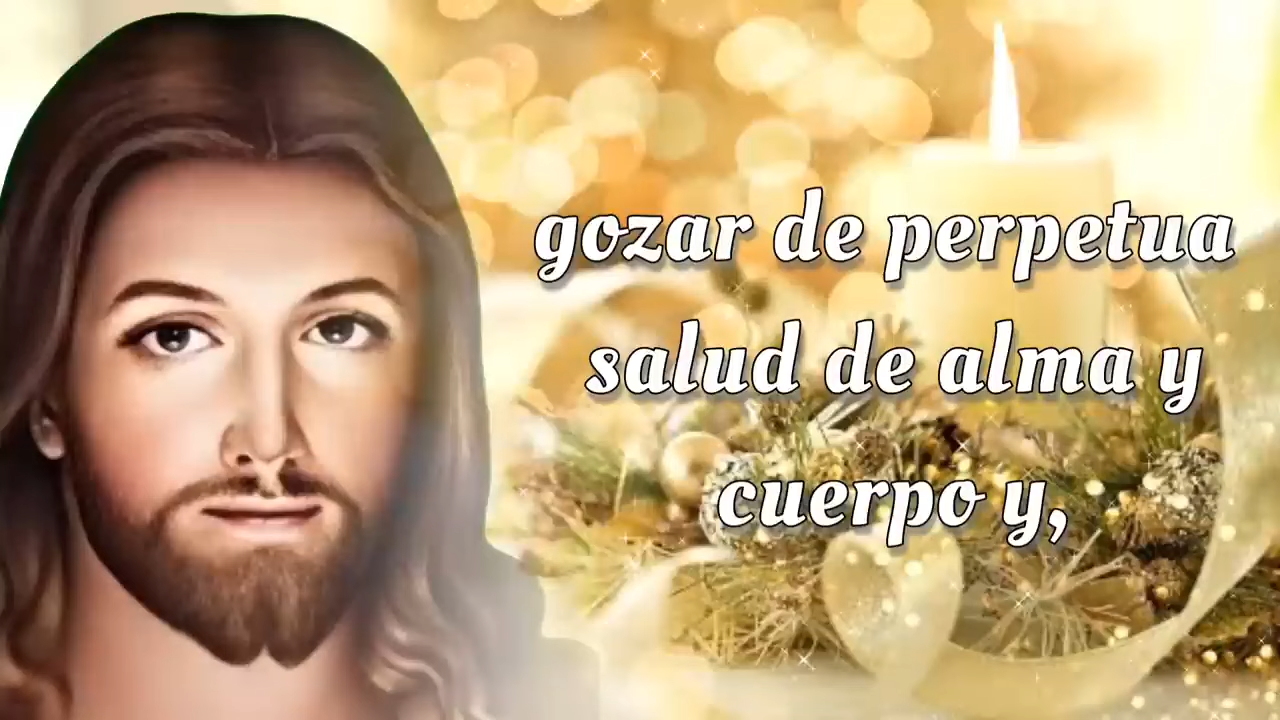 gozar de perpetua
salud de alma y
cuerpo y,